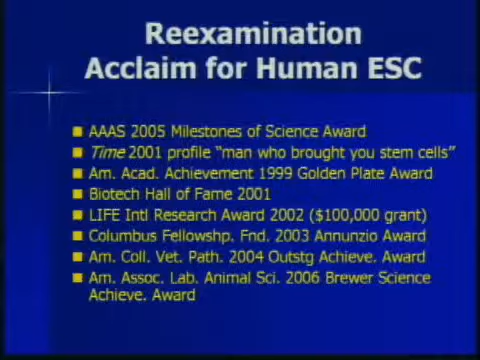 Reexamination
Acclaim for Human ESC
AAAS 2005 Milestones of Science Award
Time 2001 profile “man who brought you stem cells”
Am. Acad. Achievement 1999 Golden Plate Award
Biotech Hall of Fame 2001
LIFE Intl Research Award 2002 ($100,000 grant)
Columbus Fellowshp. Fnd. 2003 Annunzio Award
Am. Coll. Vet. Path. 2004 Outstg Achieve. Award
Am. Assoc. Lab. Animal Sci. 2006 Brewer Science
Achieve. Award